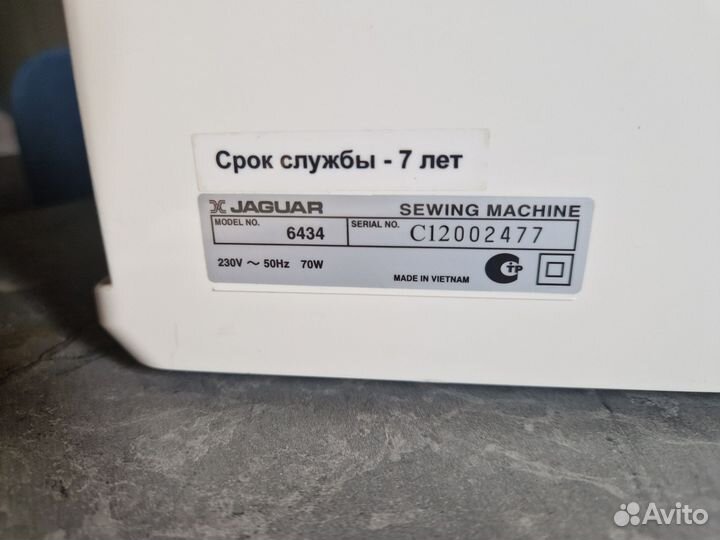 Срок службы - 7 лет
JAGUAR SEWING MACHINE
MODEL NO. 6434 SERIAL NO. C12002477
230V ~ 50Hz 70W MADE IN VIETNAM СТР
Avito